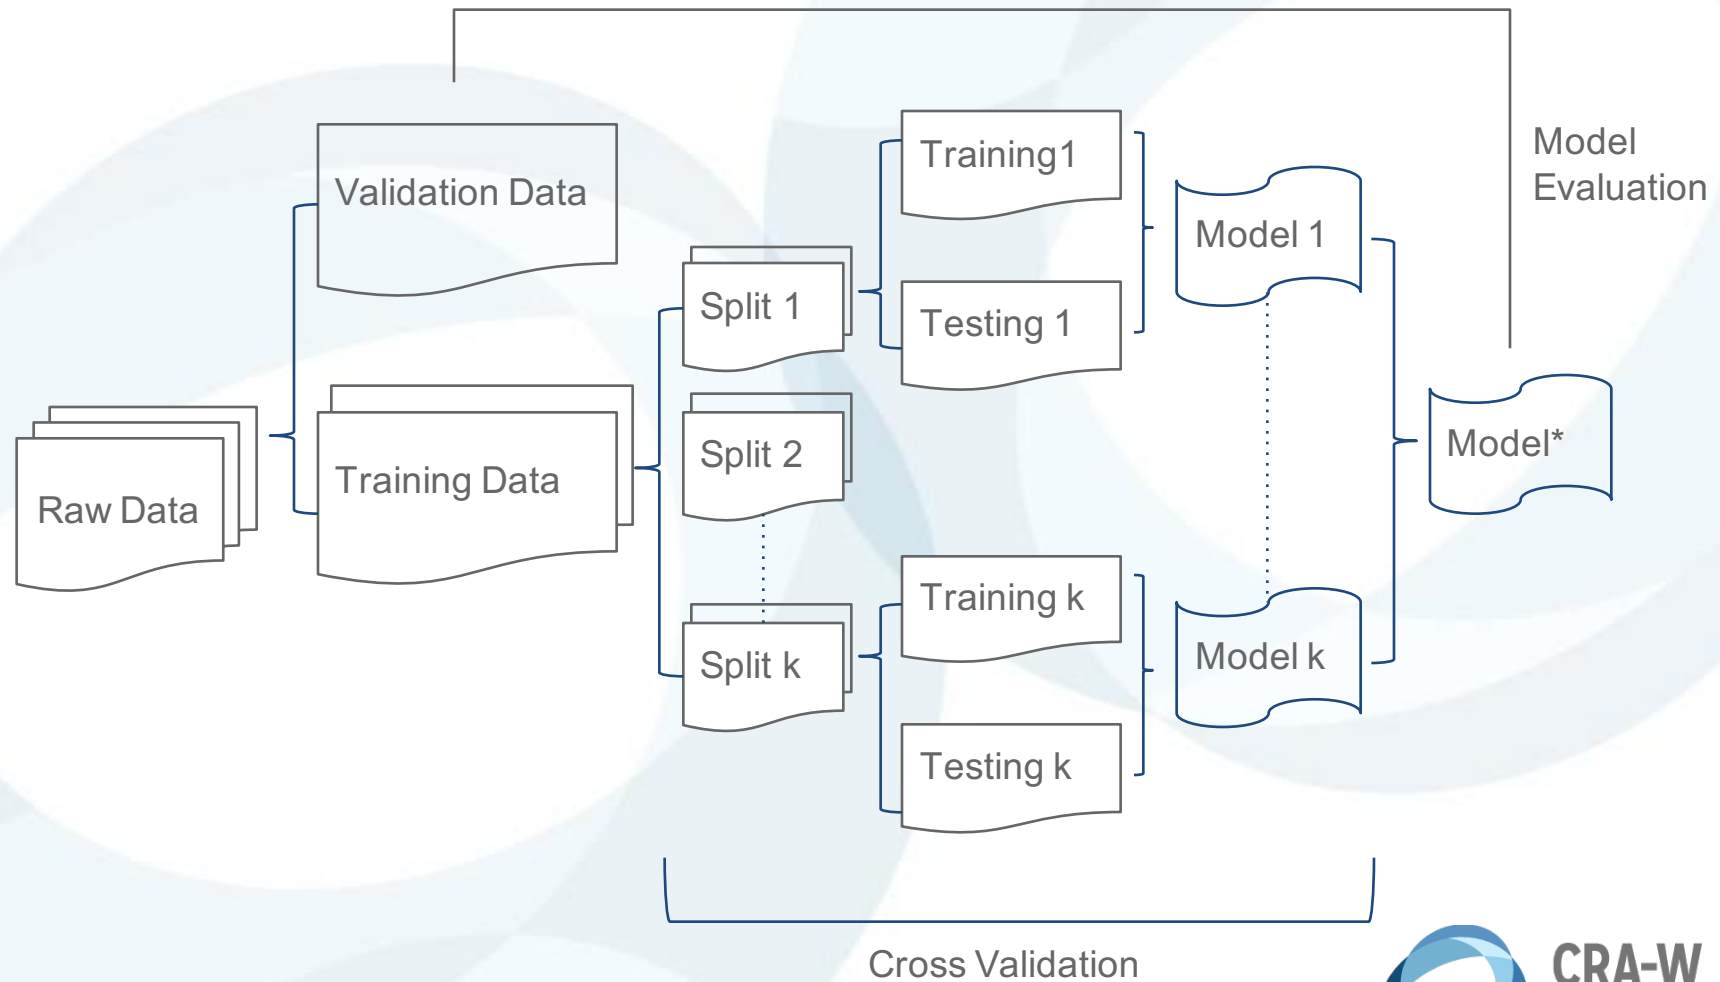 Model
Evaluation
Training1
Validation Data
Model 1
Split 1
Testing 1
Raw Data
Training Data
Split 2
Model*
Training k
Split k
Model k
Testing k
Cross Validation
CRA-W